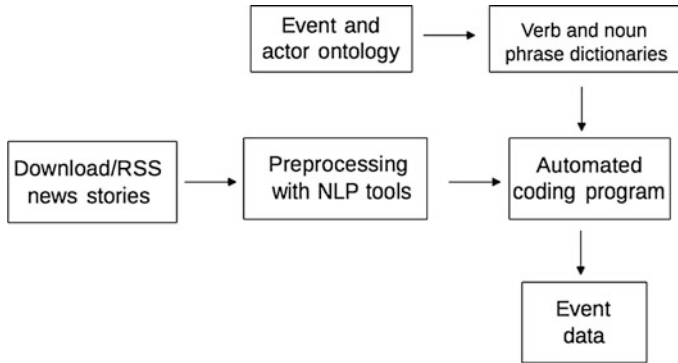 Event and
actor ontology
Verb and noun
phrase dictionaries
Download/RSS
news stories
Preprocessing
with NLP tools
Automated
coding program
Event
data